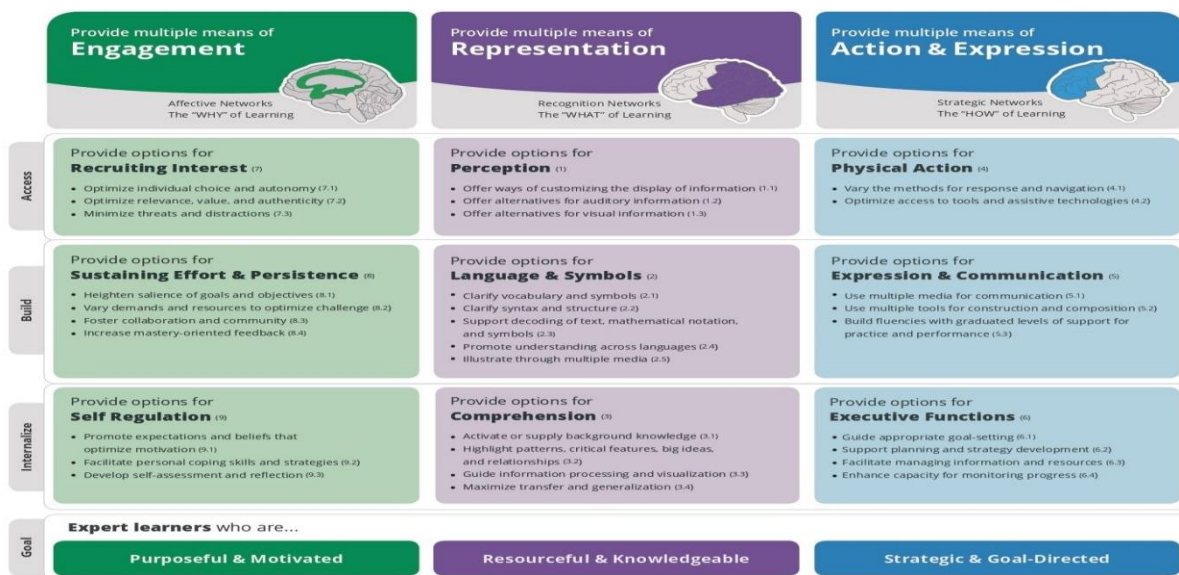 Provide multiple means of
Engagement
Affective Networks
The "WHY" of Learning
Provide multiple means of
Representation
Recognition Networks
The "WHAT" of Learning
Provide multiple means of
Action & Expression
Strategic Networks
The "HOW" of Learning
Access
Provide options for
Recruiting Interest (7)
• Optimize individual choice and autonomy (7.1)
• Optimize relevance, value, and authenticity (7.2)
• Minimize threats and distractions (7.3)
Provide options for
Perception (1)
• Offer ways of customizing the display of information (1.1)
• Offer alternatives for auditory information (1.2)
• Offer alternatives for visual information (1.3)
Provide options for
Physical Action (4)
• Vary the methods for response and navigation (4.1)
• Optimize access to tools and assistive technologies (4.2)
Build
Provide options for
Sustaining Effort & Persistence (8)
• Heighten salience of goals and objectives (8.1)
• Vary demands and resources to optimize challenge (8.2)
• Foster collaboration and community (8.3)
• Increase mastery-oriented feedback (8.4)
Provide options for
Language & Symbols (2)
• Clarify vocabulary and symbols (2.1)
• Clarify syntax and structure (2.2)
• Support decoding of text, mathematical notation,
and symbols (2.3)
• Promote understanding across languages (2.4)
• Illustrate through multiple media (2.5)
Provide options for
Expression & Communication (5)
• Use multiple media for communication (5.1)
• Use multiple tools for construction and composition (5.2)
• Build fluencies with graduated levels of support for
practice and performance (5.3)
Internalize
Provide options for
Self Regulation (9)
• Promote expectations and beliefs that
optimize motivation (9.1)
• Facilitate personal coping skills and strategies (9.2)
• Develop self-assessment and reflection (9.3)
Provide options for
Comprehension (3)
• Activate or supply background knowledge (3.1)
• Highlight patterns, critical features, big ideas,
and relationships (3.2)
• Guide information processing and visualization (3.3)
• Maximize transfer and generalization (3.4)
Provide options for
Executive Functions (6)
• Guide appropriate goal-setting (6.1)
• Support planning and strategy development (6.2)
• Facilitate managing information and resources (6.3)
• Enhance capacity for monitoring progress (6.4)
Goal
Expert learners who are...
Purposeful & Motivated
Resourceful & Knowledgeable
Strategic & Goal-Directed